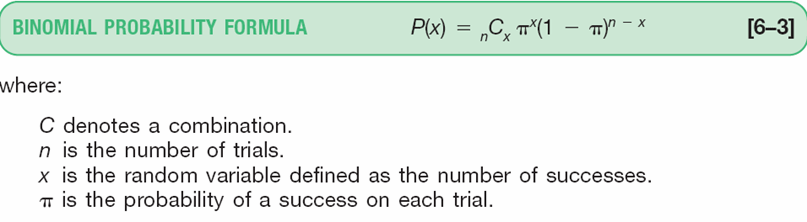 BINOMIAL PROBABILITY FORMULA P(x) = ₙCₓ πˣ(1 − π)ⁿ ⁻ ˣ [6–3]
where:
C denotes a combination.
n is the number of trials.
x is the random variable defined as the number of successes.
π is the probability of a success on each trial.